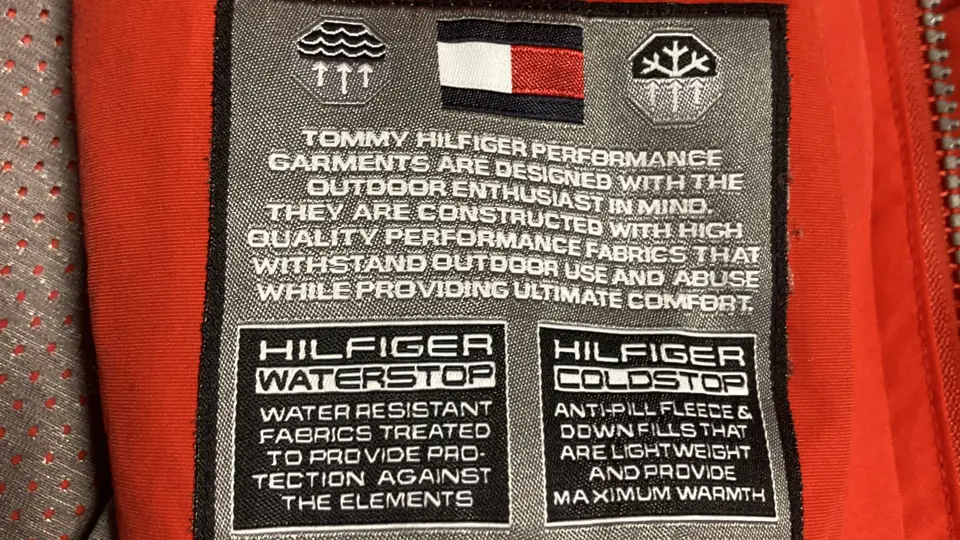 TOMMY HILFIGER PERFORMANCE
GARMENTS ARE DESIGNED WITH THE
OUTDOOR ENTHUSIAST IN MIND.
THEY ARE CONSTRUCTED WITH HIGH
QUALITY PERFORMANCE FABRICS THAT
WITHSTAND OUTDOOR USE AND ABUSE
WHILE PROVIDING ULTIMATE COMFORT.
HILFIGER
WATERSTOP
WATER RESISTANT
FABRICS TREATED
TO PROVIDE PRO-
TECTION AGAINST
THE ELEMENTS
HILFIGER
COLDSTOP
ANTI-PILL FLEECE &
DOWN FILLS THAT
ARE LIGHTWEIGHT
AND PROVIDE
MAXIMUM WARMTH